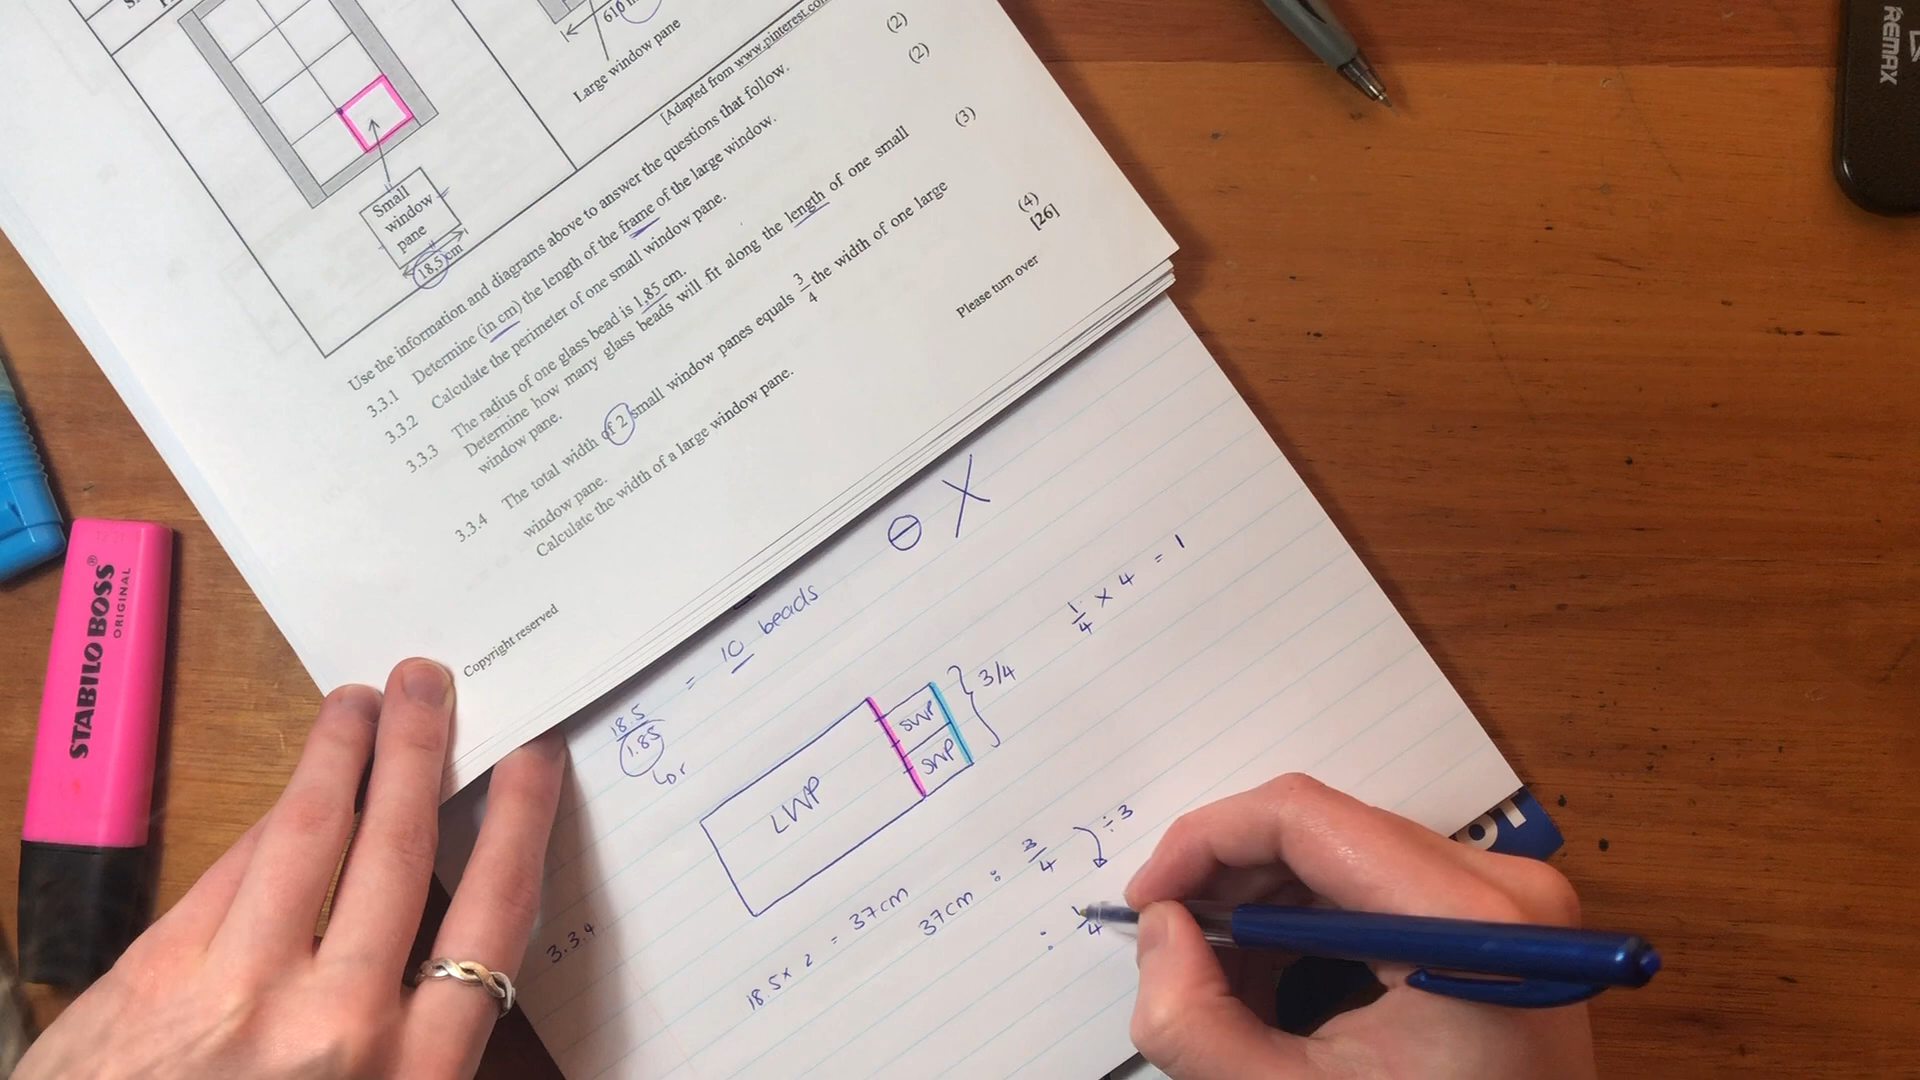 610
Large window pane
[Adapted from www.pinterest.com
Small
window
pane
18,5 cm
Use the information and diagrams above to answer the questions that follow.
3.3.1 Determine (in cm) the length of the frame of the large window. (2)
3.3.2 Calculate the perimeter of one small window pane. (2)
3.3.3 The radius of one glass bead is 1,85 cm.
Determine how many glass beads will fit along the length of one small
window pane. (3)
3.3.4 The total width of 2 small window panes equals 3/4 the width of one large
window pane.
Calculate the width of a large window pane. (4)
[26]
Copyright reserved
Please turn over
18.5
1.85
= 10 beads
LWP
SWP
SWP
3/4
1/4 × 4 = 1
3.3.4
18.5 × 2 = 37cm
37cm : 3/4 ÷3
: 1/4
STABILO BOSS®
ORIGINAL
REMAX